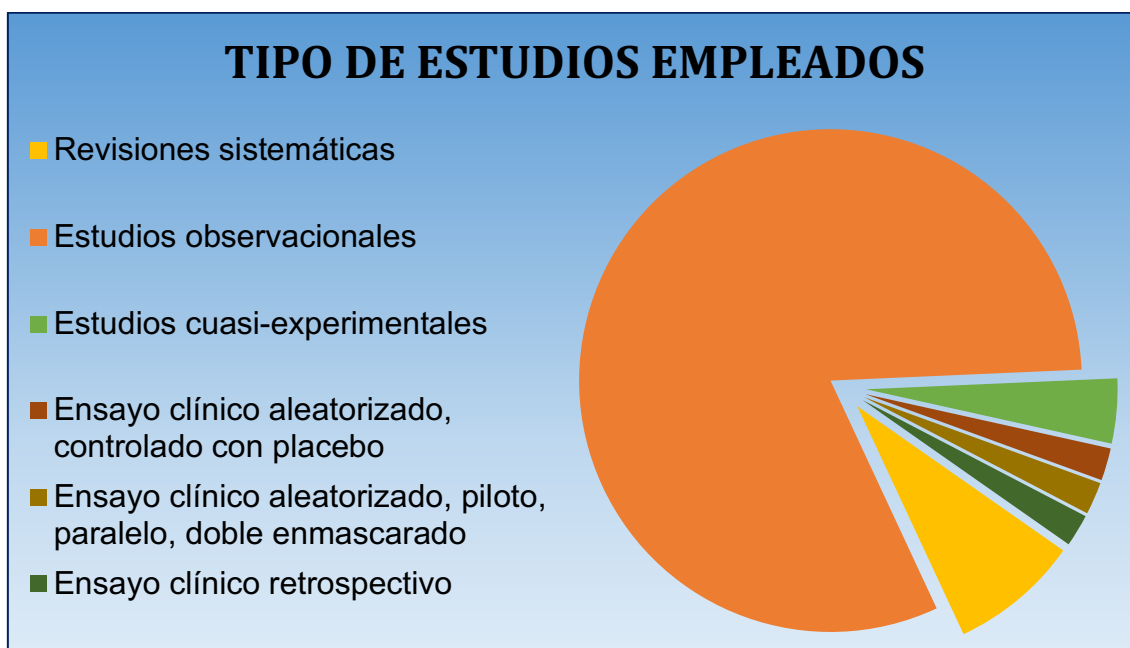 TIPO DE ESTUDIOS EMPLEADOS
Revisiones sistemáticas
Estudios observacionales
Estudios cuasi-experimentales
Ensayo clínico aleatorizado,
controlado con placebo
Ensayo clínico aleatorizado, piloto,
paralelo, doble enmascarado
Ensayo clínico retrospectivo